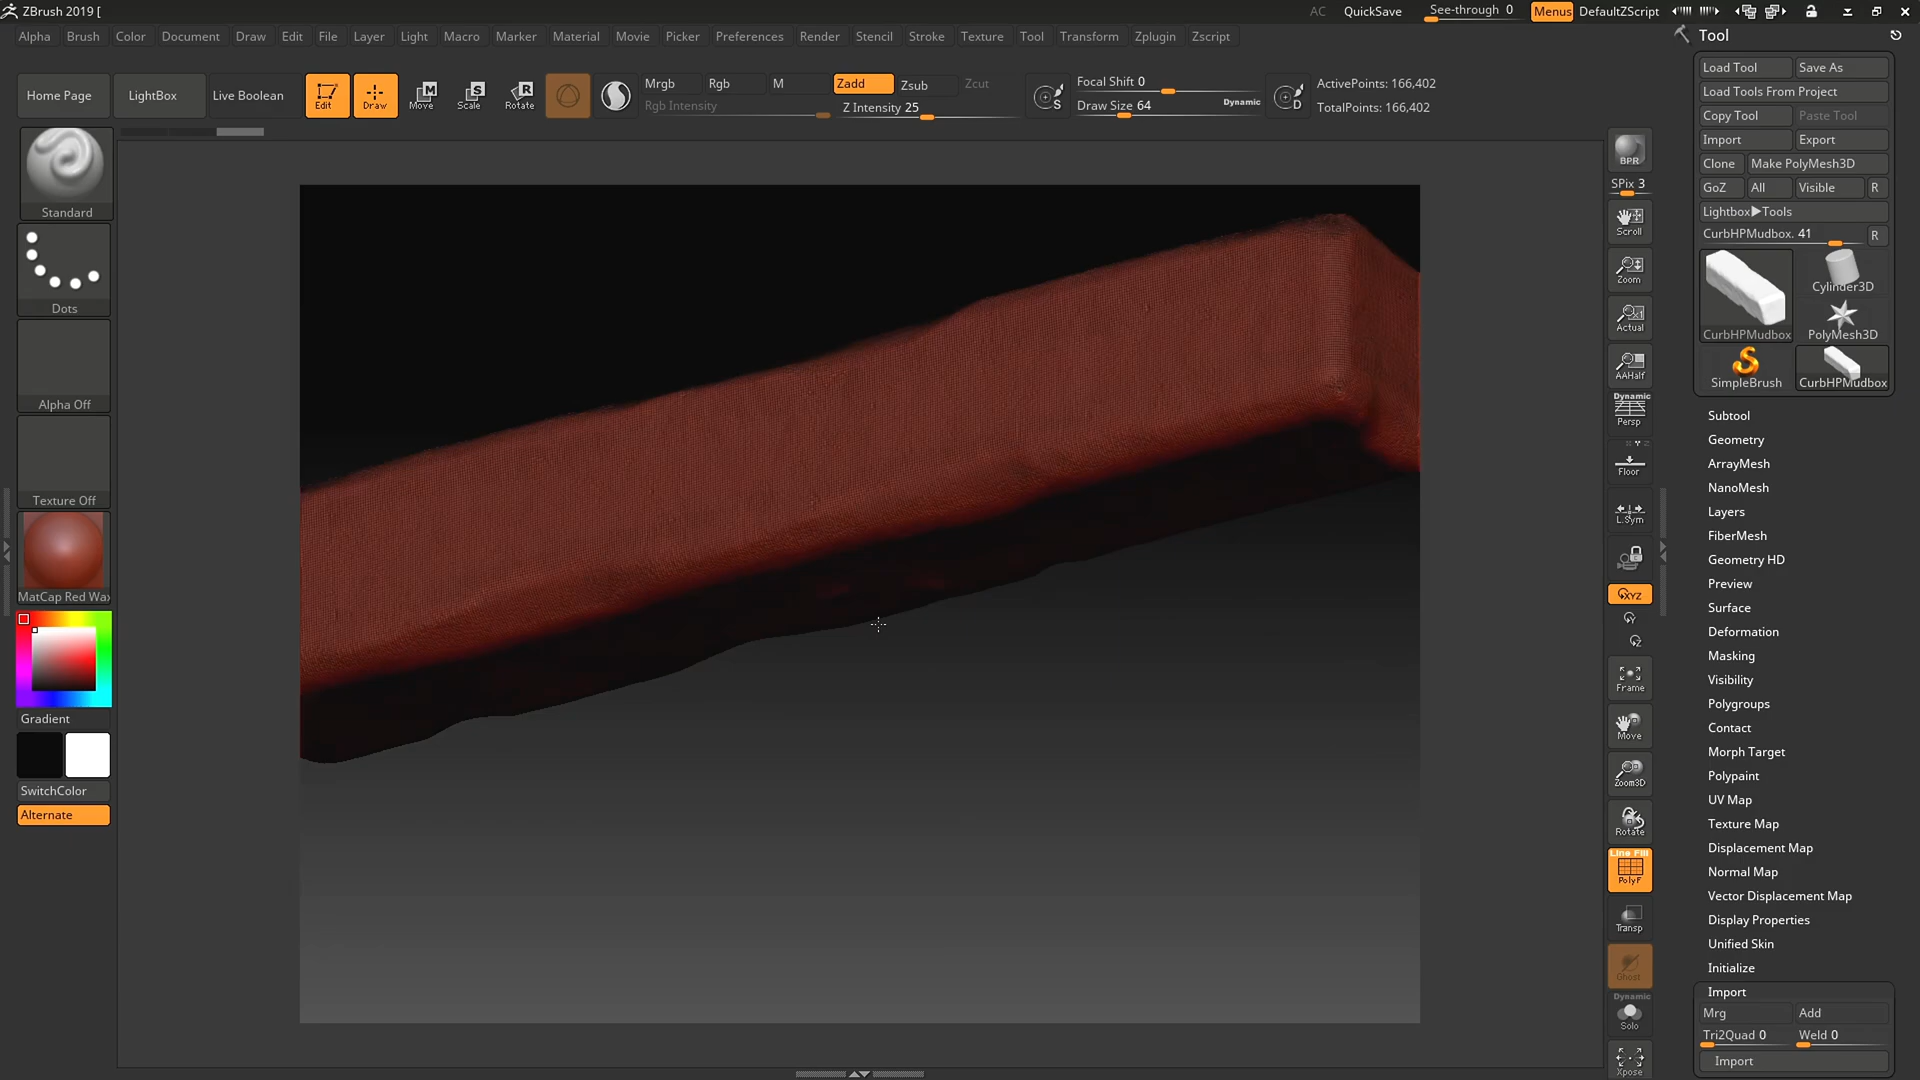 ZBrush 2019 [
AC QuickSave See-through 0 Menus DefaultZScript
Alpha Brush Color Document Draw Edit File Layer Light Macro Marker Material Movie Picker Preferences Render Stencil Stroke Texture Tool Transform Zplugin Zscript
Home Page LightBox Live Boolean Edit Draw Move Scale Rotate
Mrgb Rgb M Zadd Zsub Zcut
Rgb Intensity Z Intensity 25
Focal Shift 0
Draw Size 64 Dynamic
ActivePoints: 166,402
TotalPoints: 166,402
Standard
Dots
Alpha Off
Texture Off
MatCap Red Wax
Gradient
SwitchColor
Alternate
BPR
SPix 3
Scroll
Zoom
Actual
AAHalf
Dynamic
Persp
Floor
L.Sym
XYZ
Y
Z
Frame
Move
Zoom3D
Rotate
Line Fill
PolyF
Transp
Ghost
Dynamic
Solo
Xpose
Tool
Load Tool Save As
Load Tools From Project
Copy Tool Paste Tool
Import Export
Clone Make PolyMesh3D
GoZ All Visible R
Lightbox▶Tools
CurbHPMudbox. 41 R
CurbHPMudbox Cylinder3D
PolyMesh3D
SimpleBrush CurbHPMudbox
Subtool
Geometry
ArrayMesh
NanoMesh
Layers
FiberMesh
Geometry HD
Preview
Surface
Deformation
Masking
Visibility
Polygroups
Contact
Morph Target
Polypaint
UV Map
Texture Map
Displacement Map
Normal Map
Vector Displacement Map
Display Properties
Unified Skin
Initialize
Import
Mrg Add
Tri2Quad 0 Weld 0
Import